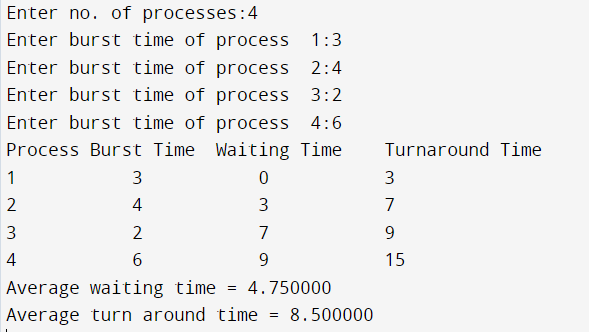 Enter no. of processes:4
Enter burst time of process  1:3
Enter burst time of process  2:4
Enter burst time of process  3:2
Enter burst time of process  4:6
Process Burst Time  Waiting Time    Turnaround Time
1           3           0           3
2           4           3           7
3           2           7           9
4           6           9           15
Average waiting time = 4.750000
Average turn around time = 8.500000